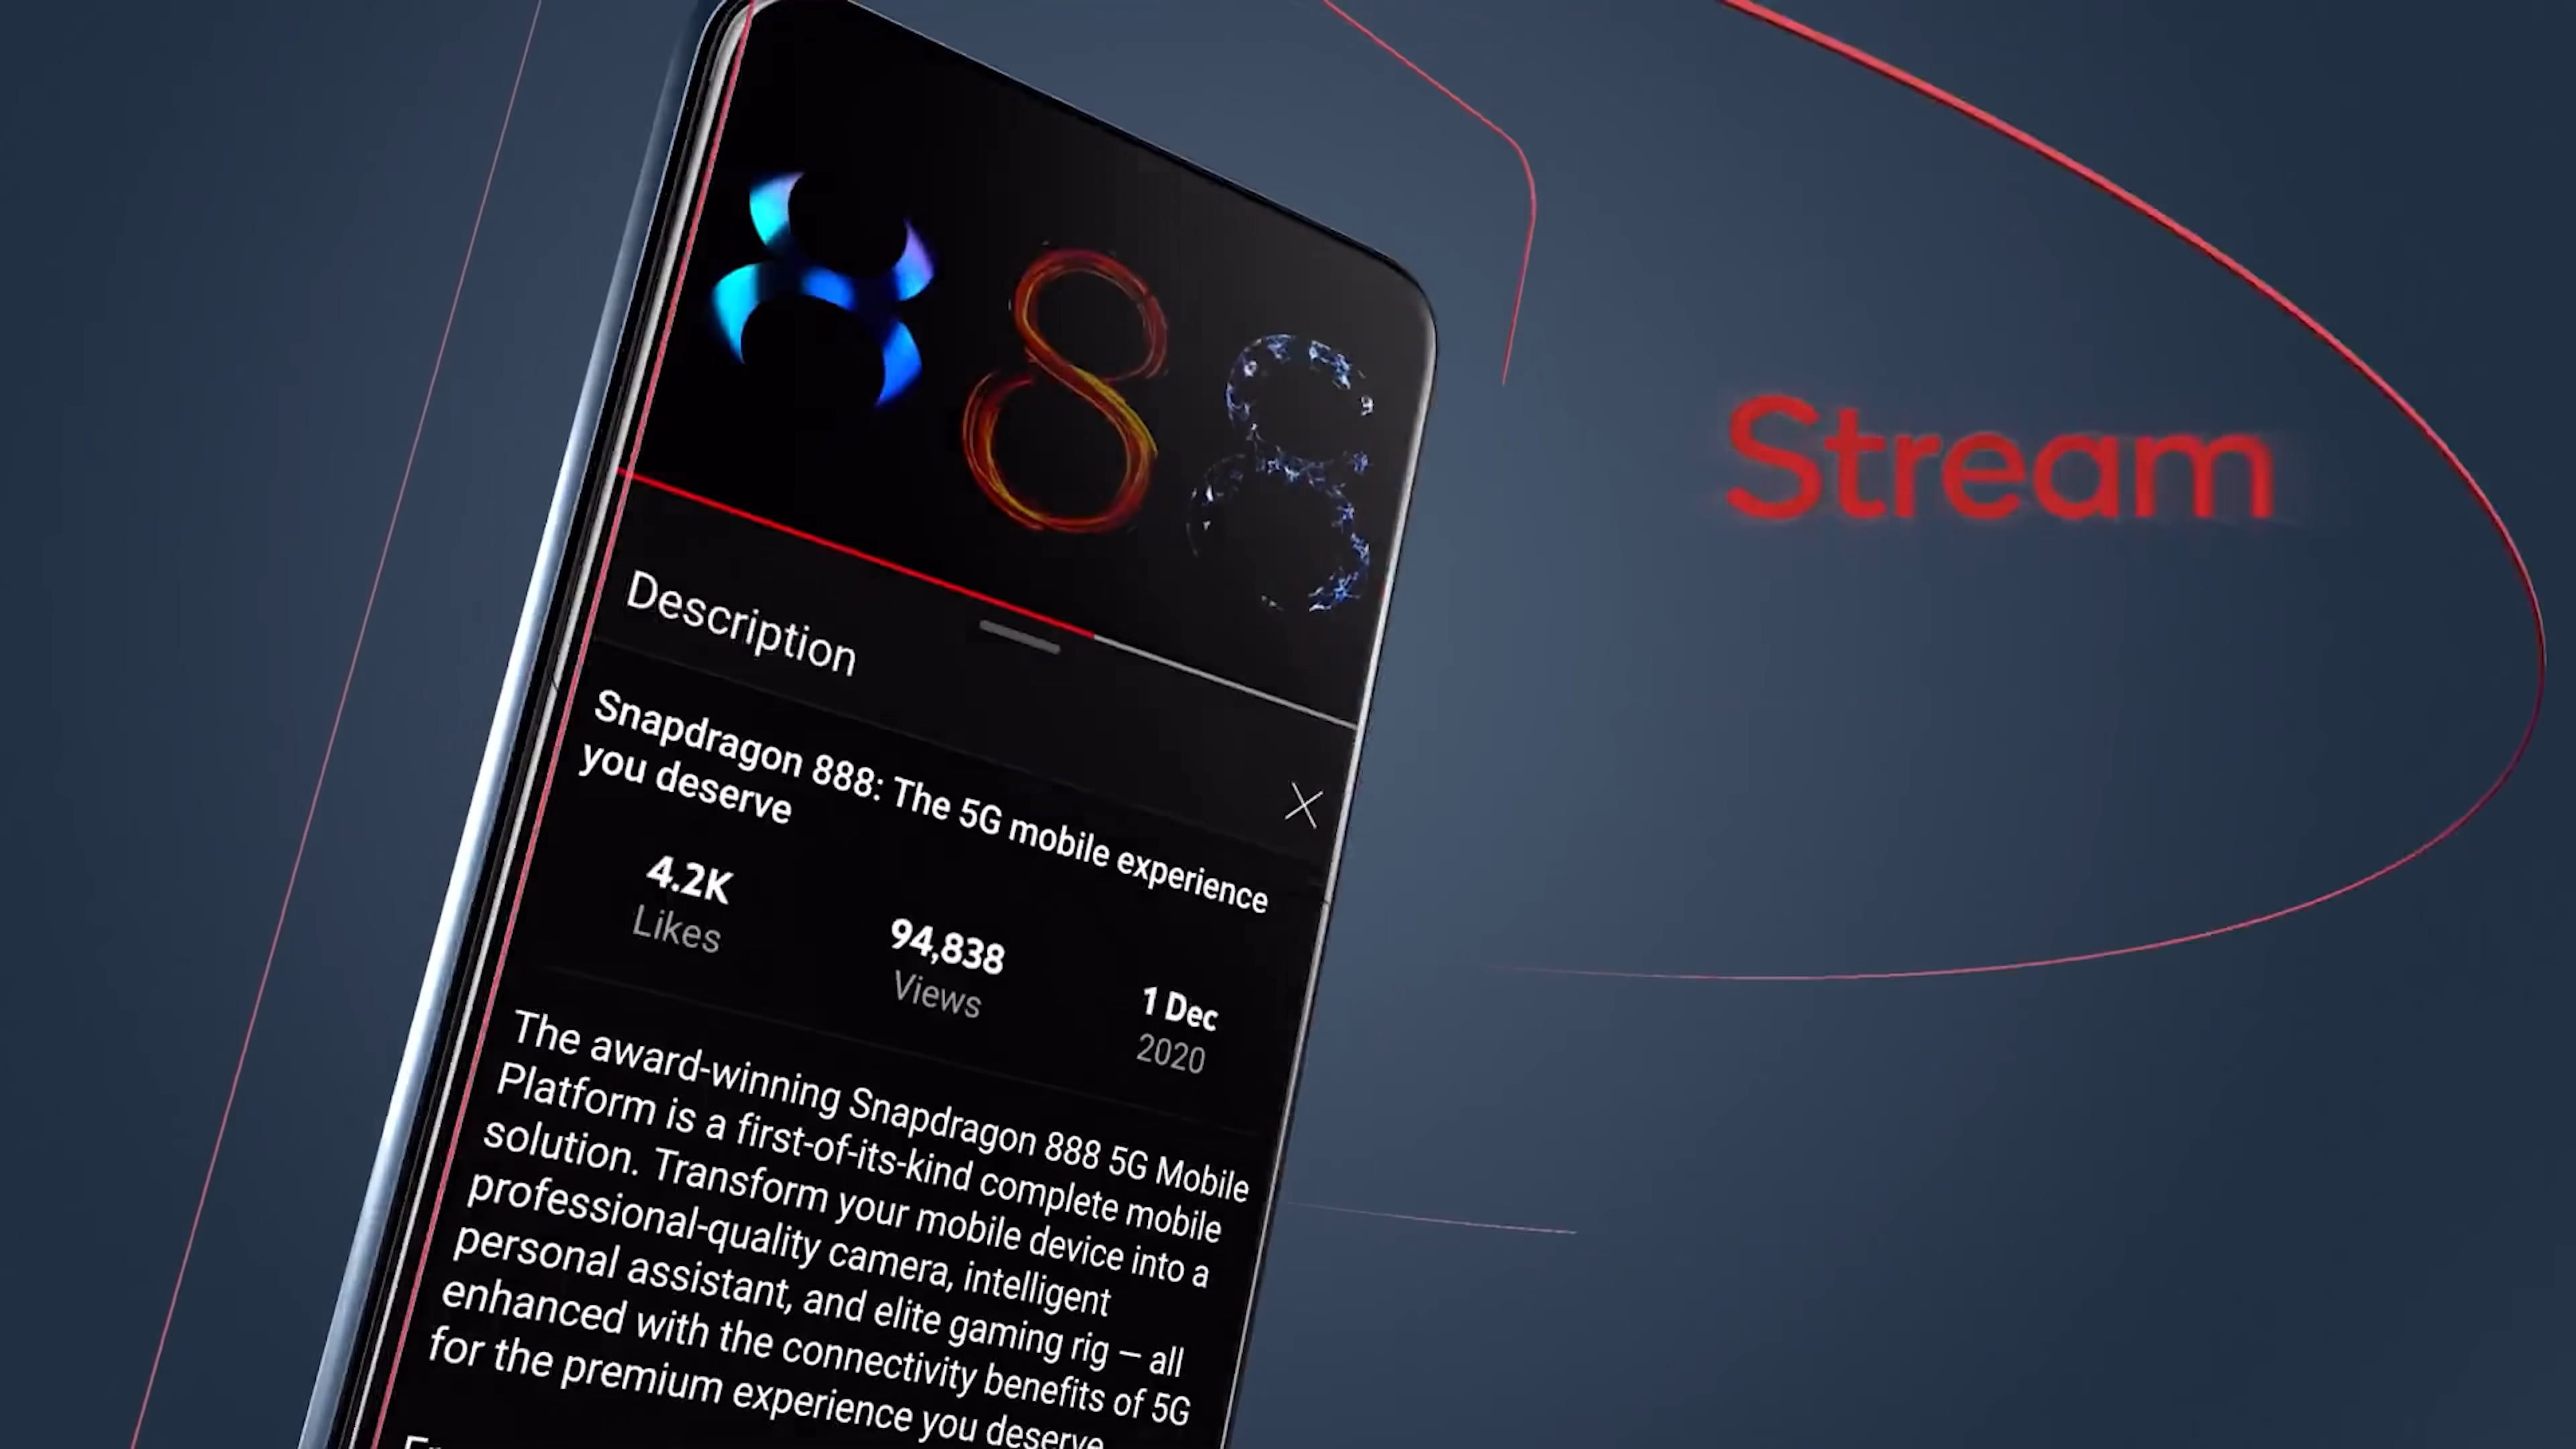 888
Stream
Description
Snapdragon 888: The 5G mobile experience
you deserve
4.2K
Likes
94,838
Views
1 Dec
2020
The award-winning Snapdragon 888 5G Mobile
Platform is a first-of-its-kind complete mobile
solution. Transform your mobile device into a
professional-quality camera, intelligent
personal assistant, and elite gaming rig – all
enhanced with the connectivity benefits of 5G
for the premium experience you deserve